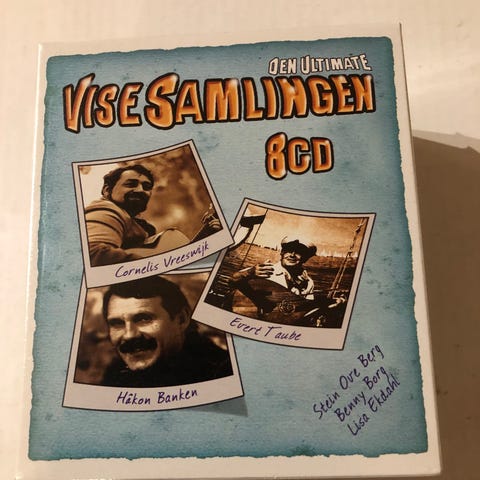 DEN ULTIMATE
VISESAMLINGEN
8CD
Cornelis Vreeswijk
Evert Taube
Håkon Banken
Stein Ove Berg
Benny Borg
Lisa Ekdahl